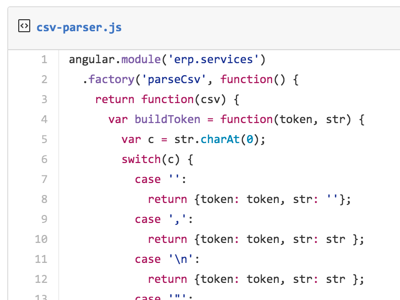 csv-parser.js
1 angular.module('erp.services')
2 .factory('parseCsv', function() {
3 return function(csv) {
4 var buildToken = function(token, str) {
5 var c = str.charAt(0);
6 switch(c) {
7 case '':
8 return {token: token, str: ''};
9 case ',':
10 return {token: token, str: str };
11 case '\n':
12 return {token: token, str: str };
13 case '"':